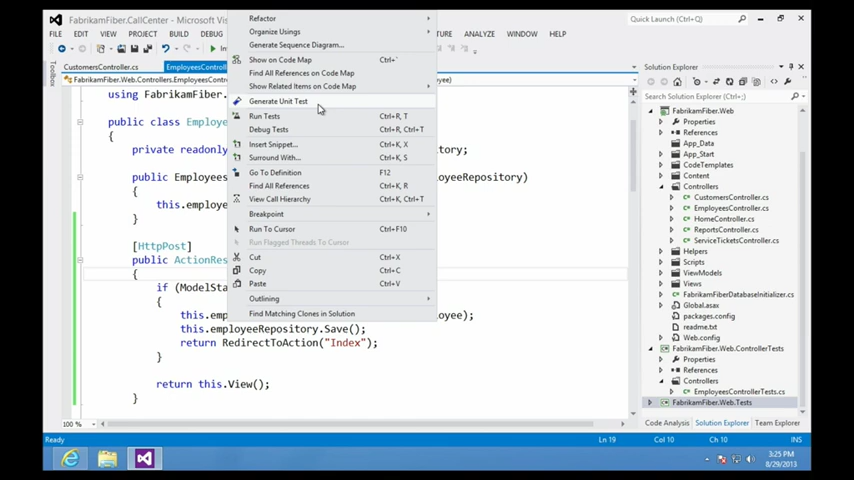 FabrikamFiber.CallCenter - Microsoft Vis
Quick Launch (Ctrl+Q)
FILE EDIT VIEW PROJECT BUILD DEBUG
TURE ANALYZE WINDOW HELP
In
CustomersController.cs
EmployeesController
FabrikamFiber.Web.Controllers.EmployeesContr
yee)
using FabrikamFiber.
public class Employe
{
private readonly
tory;
public Employees
oyeeRepository)
{
this.employe
}
[HttpPost]
public ActionRes
{
if (ModelSta
{
this.emp
yee);
this.employeeRepository.Save();
return RedirectToAction("Index");
}
return this.View();
}
100 %
Refactor
Organize Usings
Generate Sequence Diagram...
Show on Code Map Ctrl+`
Find All References on Code Map
Show Related Items on Code Map
Generate Unit Test
Run Tests Ctrl+R, T
Debug Tests Ctrl+R, Ctrl+T
Insert Snippet... Ctrl+K, X
Surround With... Ctrl+K, S
Go To Definition F12
Find All References Ctrl+K, R
View Call Hierarchy Ctrl+K, Ctrl+T
Breakpoint
Run To Cursor Ctrl+F10
Run Flagged Threads To Cursor
Cut Ctrl+X
Copy Ctrl+C
Paste Ctrl+V
Outlining
Find Matching Clones in Solution
Toolbox
Solution Explorer
Search Solution Explorer (Ctrl+;)
FabrikamFiber.Web
Properties
References
App_Data
App_Start
CodeTemplates
Content
Controllers
CustomersController.cs
EmployeesController.cs
HomeController.cs
ReportsController.cs
ServiceTicketsController.cs
Helpers
Scripts
ViewModels
Views
FabrikamFiberDatabaseInitializer.cs
Global.asax
packages.config
readme.txt
Web.config
FabrikamFiber.Web.ControllerTests
Properties
References
Controllers
EmployeesControllerTests.cs
FabrikamFiber.Web.Tests
Code Analysis Solution Explorer Team Explorer
Ready Ln 19 Col 10 Ch 10 INS
3:25 PM
8/29/2013